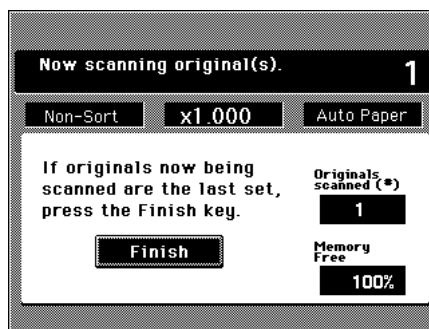 Now scanning original(s). 1
Non-Sort x1.000 Auto Paper
If originals now being
scanned are the last set,
press the Finish key.
Finish
Originals
scanned (#)
1
Memory
Free
100%